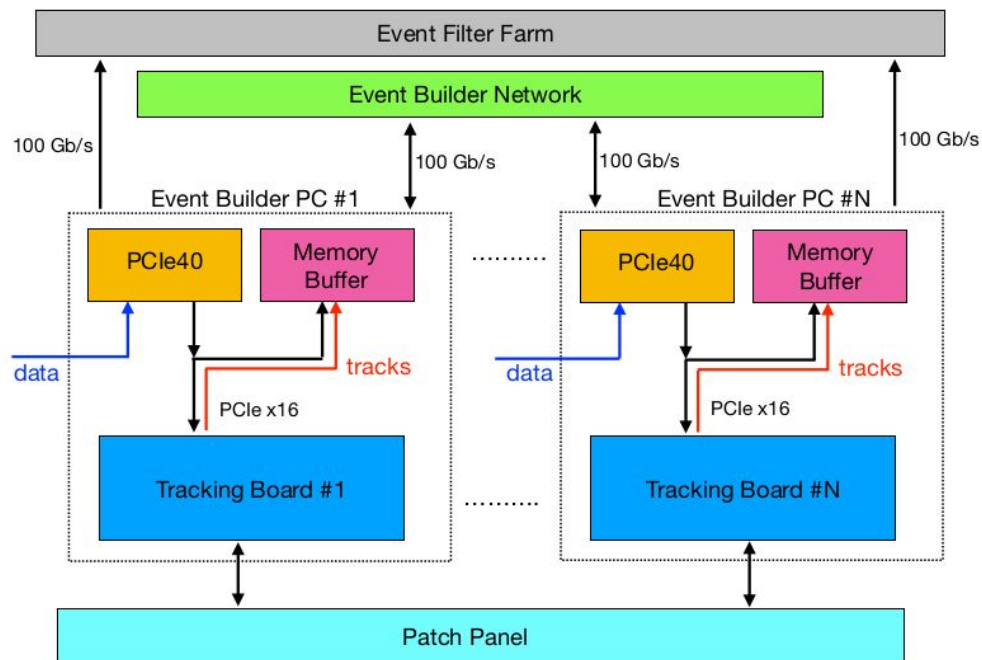 Event Filter Farm
Event Builder Network
100 Gb/s
100 Gb/s
100 Gb/s
100 Gb/s
Event Builder PC #1
Event Builder PC #N
PCIe40
Memory
Buffer
..........
PCIe40
Memory
Buffer
data
tracks
data
tracks
PCIe x16
PCIe x16
Tracking Board #1
..........
Tracking Board #N
Patch Panel